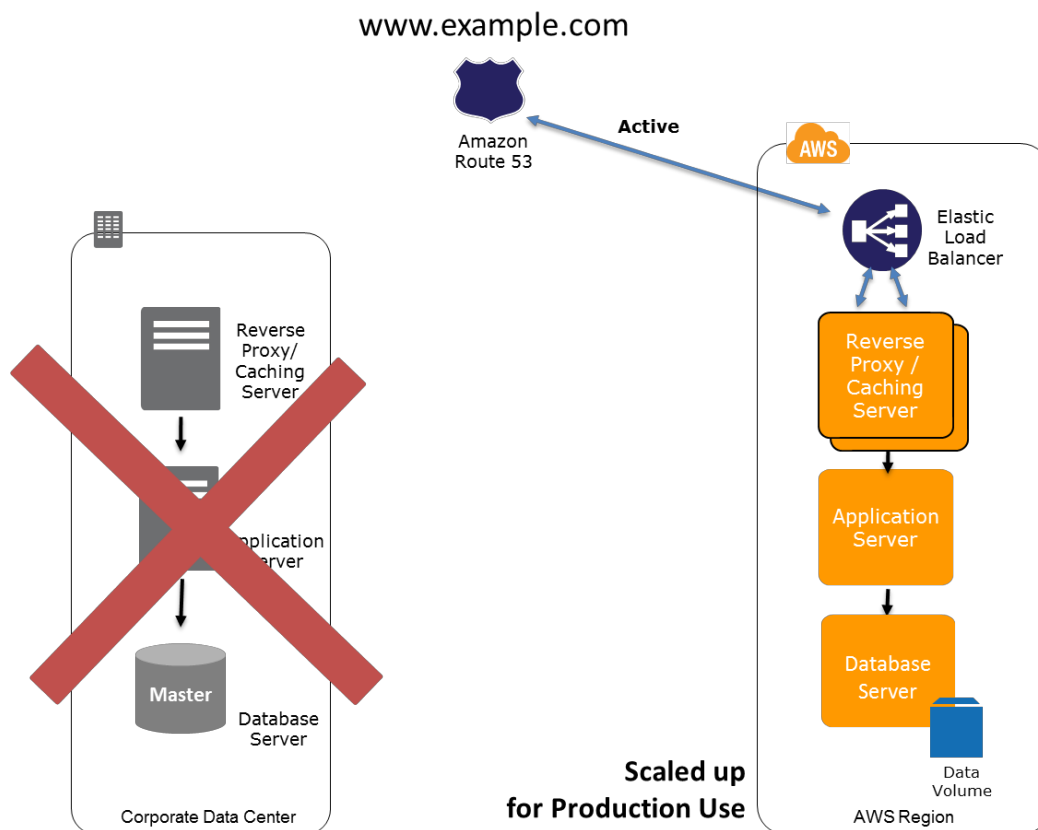 www.example.com
Amazon
Route 53
Active
AWS
Elastic
Load
Balancer
Reverse
Proxy/
Caching
Server
Reverse
Proxy /
Caching
Server
Application
Server
Database
Server
Master
Database
Server
Data
Volume
Scaled up
for Production Use
Corporate Data Center
AWS Region